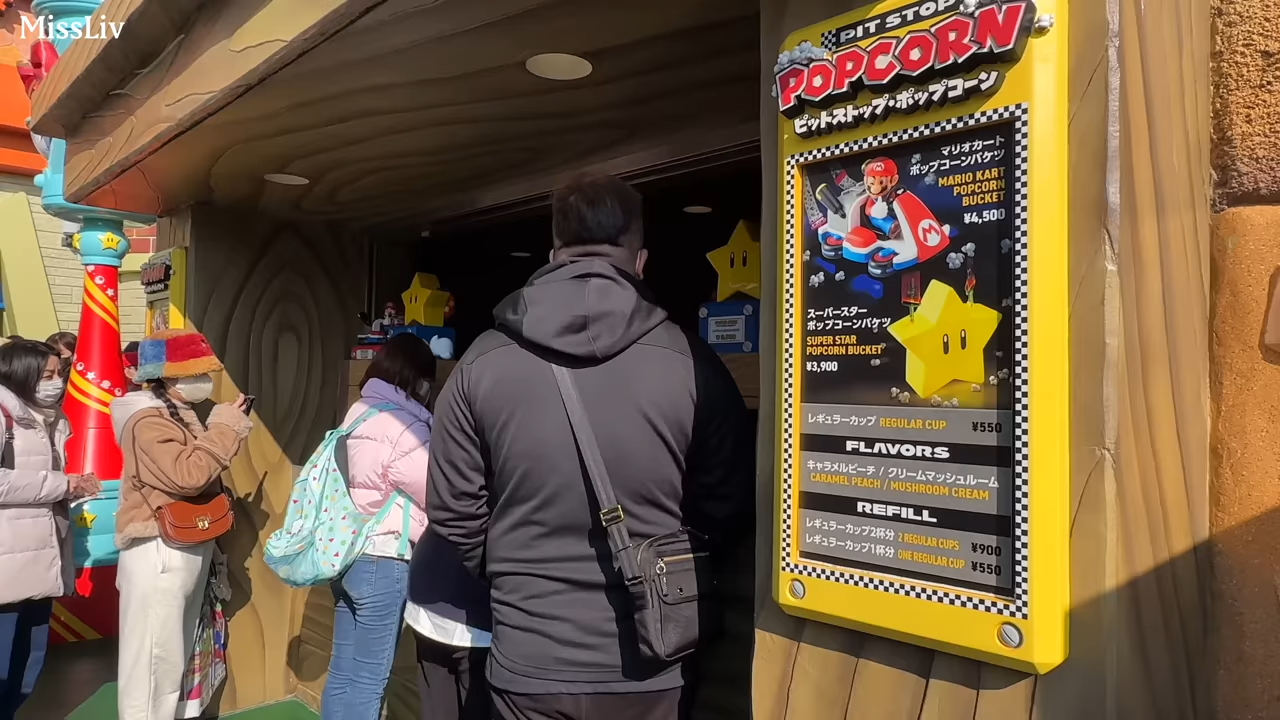 MissLiv
PIT STOP
POPCORN
ピットストップ・ポップコーン
マリオカート
ポップコーンバケツ
MARIO KART
POPCORN
BUCKET
¥4,500
スーパースター
ポップコーンバケツ
SUPER STAR
POPCORN BUCKET
¥3,900
レギュラーカップ REGULAR CUP ¥550
FLAVORS
キャラメルピーチ / クリームマッシュルーム
CARAMEL PEACH / MUSHROOM CREAM
REFILL
レギュラーカップ2杯分 2 REGULAR CUPS ¥900
レギュラーカップ1杯分 ONE REGULAR CUP ¥550
POPCORN